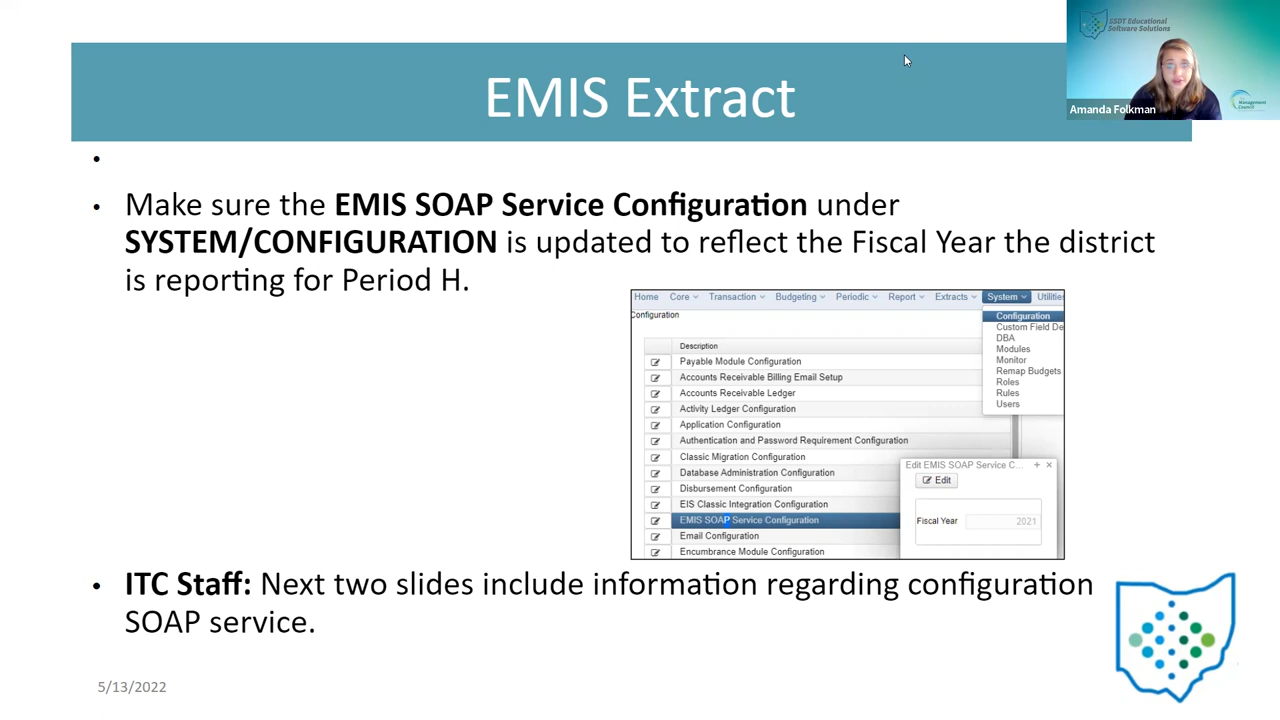 SSDT Educational
Software Solutions
Amanda Folkman
Management
Council
EMIS Extract
•
• Make sure the EMIS SOAP Service Configuration under
SYSTEM/CONFIGURATION is updated to reflect the Fiscal Year the district
is reporting for Period H.
Home Core Transaction Budgeting Periodic Report Extracts System Utilities
Configuration
Configuration
Custom Field De
DBA
Modules
Monitor
Remap Budgets
Roles
Rules
Users
Description
Payable Module Configuration
Accounts Receivable Billing Email Setup
Accounts Receivable Ledger
Activity Ledger Configuration
Application Configuration
Authentication and Password Requirement Configuration
Classic Migration Configuration
Database Administration Configuration
Disbursement Configuration
EIS Classic Integration Configuration
EMIS SOAP Service Configuration
Email Configuration
Encumbrance Module Configuration
Edit EMIS SOAP Service C... + ×
Edit
Fiscal Year 2021
• ITC Staff: Next two slides include information regarding configuration
SOAP service.
5/13/2022